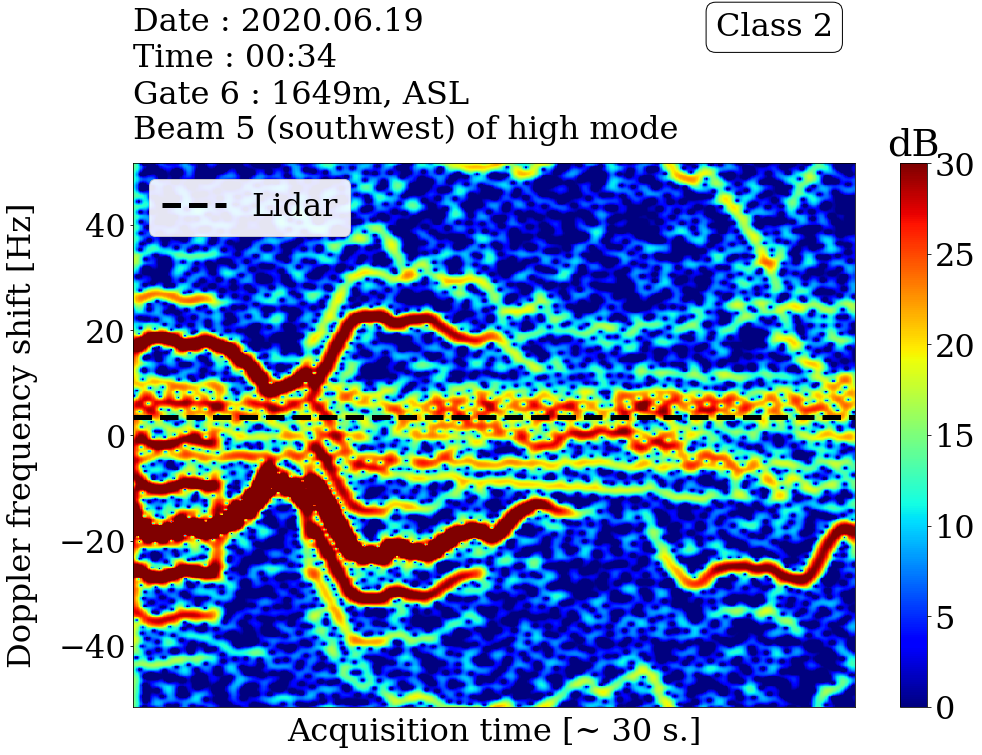 Date : 2020.06.19
Time : 00:34
Gate 6 : 1649m, ASL
Beam 5 (southwest) of high mode
Class 2
dB
Lidar
Doppler frequency shift [Hz]
40
20
0
−20
−40
30
25
20
15
10
5
0
Acquisition time [~ 30 s.]